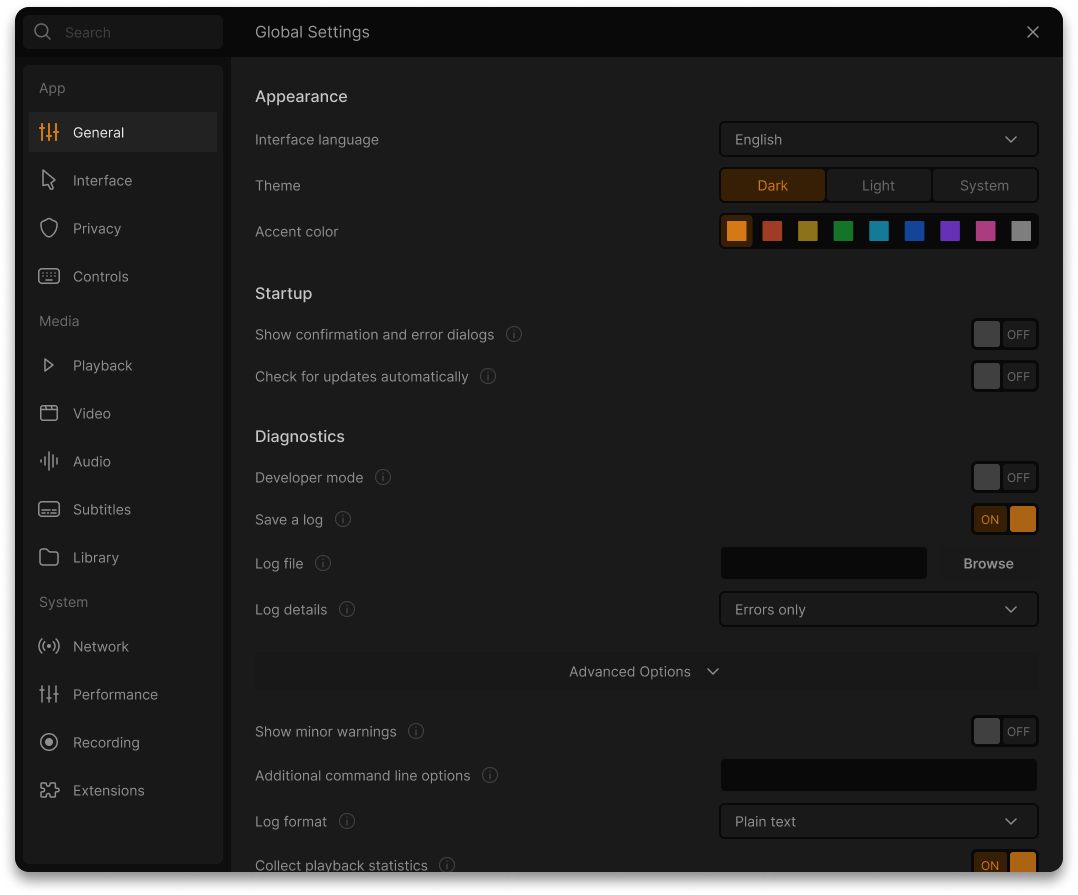 Search
Global Settings
App
General
Interface
Privacy
Controls
Media
Playback
Video
Audio
Subtitles
Library
System
Network
Performance
Recording
Extensions
Appearance
Interface language
English
Theme
Dark Light System
Accent color
Startup
Show confirmation and error dialogs
OFF
Check for updates automatically
OFF
Diagnostics
Developer mode
OFF
Save a log
ON
Log file
Browse
Log details
Errors only
Advanced Options
Show minor warnings
OFF
Additional command line options
Log format
Plain text
Collect playback statistics
ON